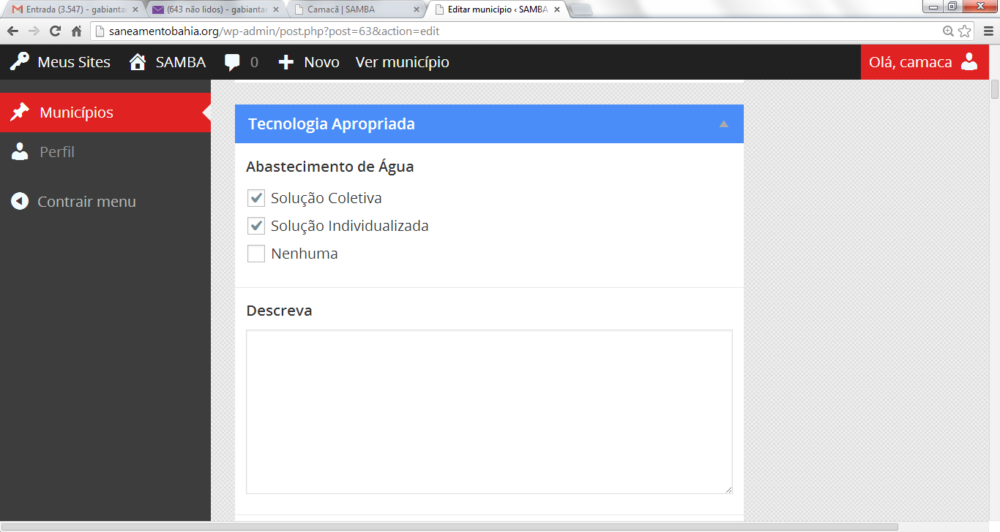 Entrada (3.547) - gabianta
(643 não lidos) - gabianta
Camacã | SAMBA
Editar município ‹ SAMBA
saneamentobahia.org/wp-admin/post.php?post=63&action=edit
Meus Sites SAMBA 0 Novo Ver município Olá, camaca
Municípios
Perfil
Contrair menu
Tecnologia Apropriada
Abastecimento de Água
Solução Coletiva
Solução Individualizada
Nenhuma
Descreva